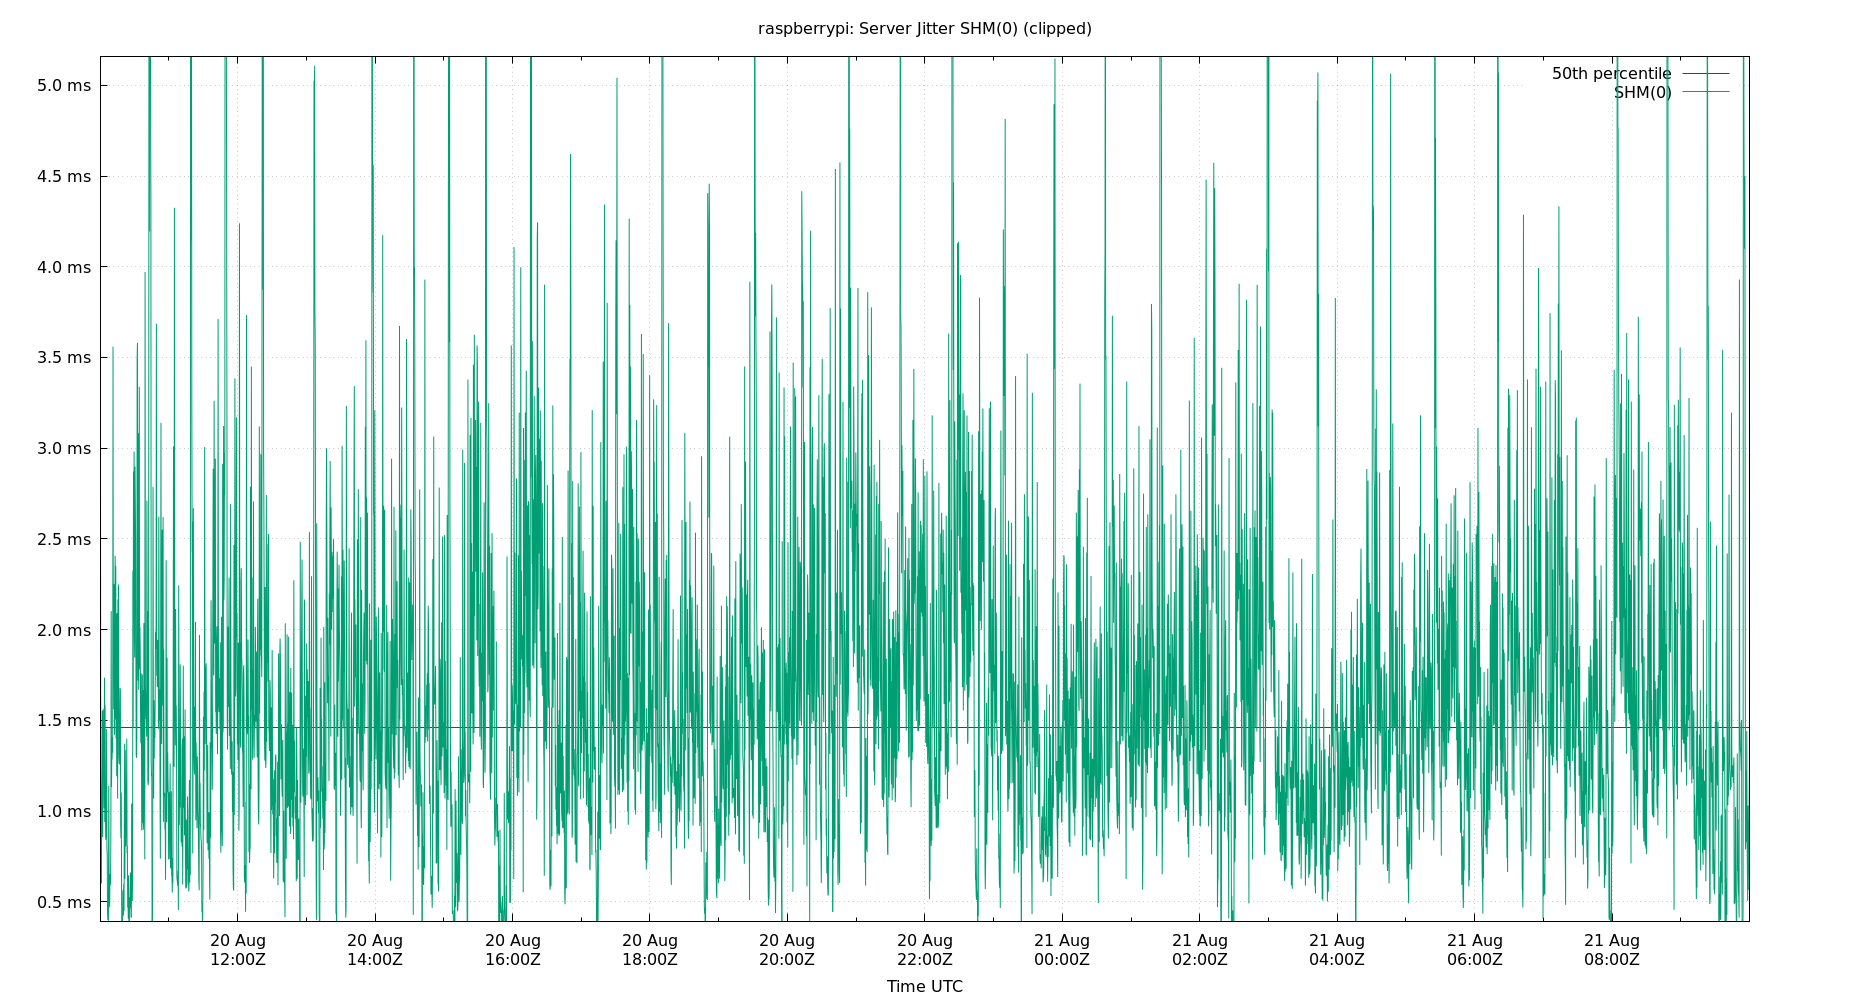 raspberrypi: Server Jitter SHM(0) (clipped)
50th percentile
SHM(0)
5.0 ms
4.5 ms
4.0 ms
3.5 ms
3.0 ms
2.5 ms
2.0 ms
1.5 ms
1.0 ms
0.5 ms
20 Aug 20 Aug 20 Aug 20 Aug 20 Aug 20 Aug 21 Aug 21 Aug 21 Aug 21 Aug 21 Aug
12:00Z 14:00Z 16:00Z 18:00Z 20:00Z 22:00Z 00:00Z 02:00Z 04:00Z 06:00Z 08:00Z
Time UTC